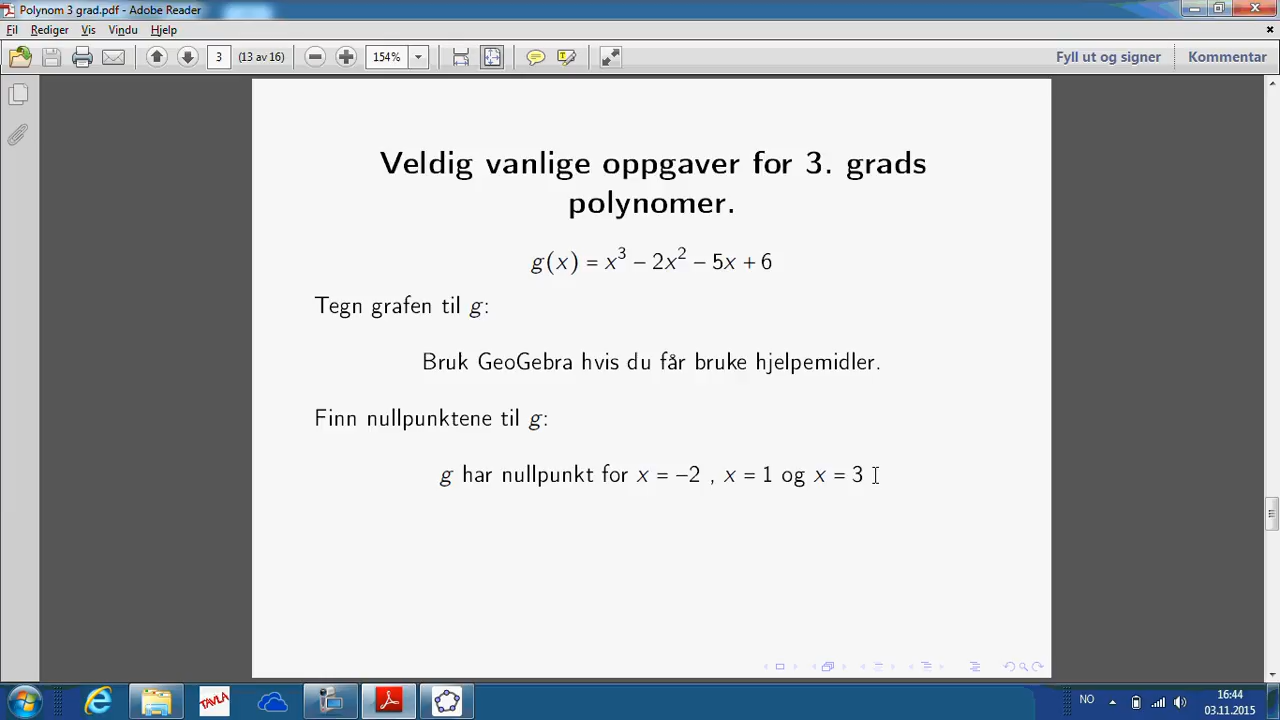 Polynom 3 grad.pdf - Adobe Reader
Fil Rediger Vis Vindu Hjelp
3 (13 av 16) 154% Fyll ut og signer Kommentar
Veldig vanlige oppgaver for 3. grads
polynomer.
g(x) = x³ − 2x² − 5x + 6
Tegn grafen til g:
Bruk GeoGebra hvis du får bruke hjelpemidler.
Finn nullpunktene til g:
g har nullpunkt for x = −2 , x = 1 og x = 3
TAVLA
NO
16:44
03.11.2015